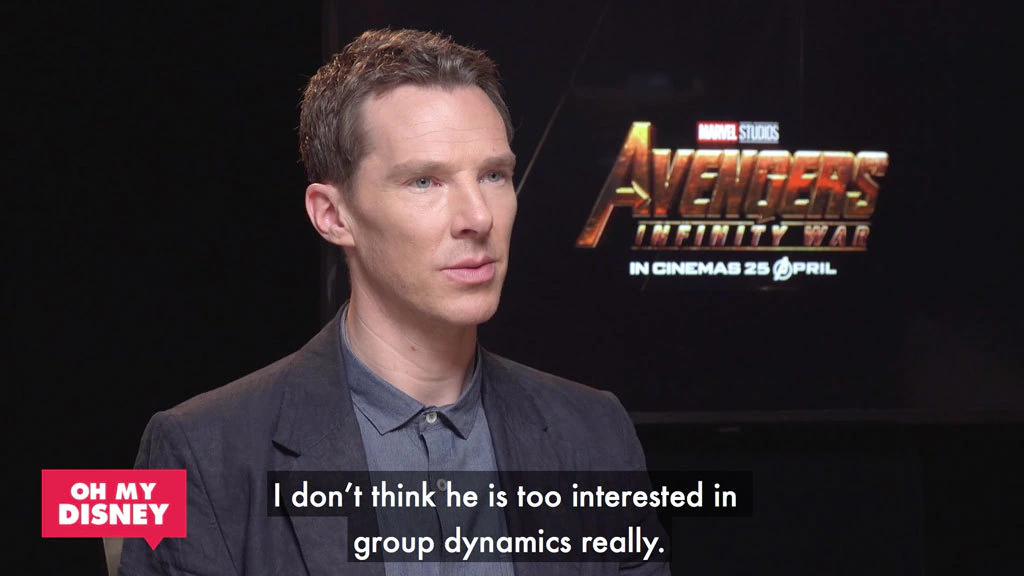 MARVEL STUDIOS
AVENGERS
INFINITY WAR
IN CINEMAS 25 APRIL
OH MY
DISNEY
I don't think he is too interested in
group dynamics really.